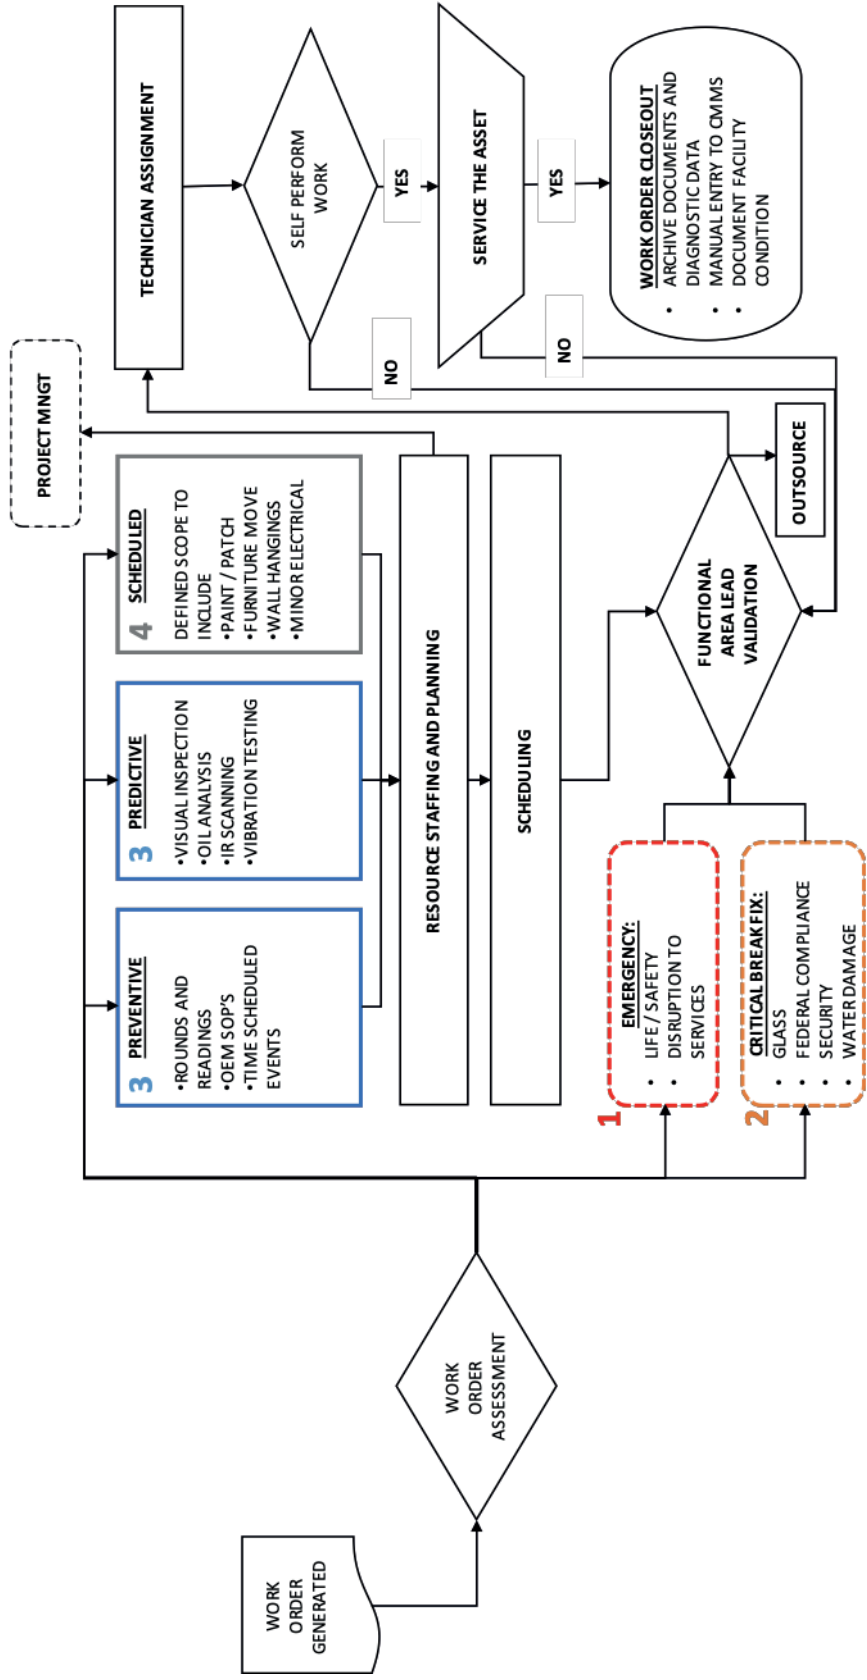 WORK
ORDER
GENERATED
WORK
ORDER
ASSESSMENT
3 PREVENTIVE
•ROUNDS AND
READINGS
•OEM SOP'S
•TIME SCHEDULED
EVENTS
3 PREDICTIVE
•VISUAL INSPECTION
•OIL ANALYSIS
•IR SCANNING
•VIBRATION TESTING
4 SCHEDULED
DEFINED SCOPE TO
INCLUDE
•PAINT / PATCH
•FURNITURE MOVE
•WALL HANGINGS
•MINOR ELECTRICAL
PROJECT MNGT
RESOURCE STAFFING AND PLANNING
SCHEDULING
1
EMERGENCY:
• LIFE / SAFETY
• DISRUPTION TO
SERVICES
2
CRITICAL BREAK FIX:
• GLASS
• FEDERAL COMPLIANCE
• SECURITY
• WATER DAMAGE
FUNCTIONAL
AREA LEAD
VALIDATION
OUTSOURCE
TECHNICIAN ASSIGNMENT
SELF PERFORM
WORK
NO
YES
SERVICE THE ASSET
NO
YES
WORK ORDER CLOSEOUT
• ARCHIVE DOCUMENTS AND
DIAGNOSTIC DATA
• MANUAL ENTRY TO CMMS
• DOCUMENT FACILITY
CONDITION